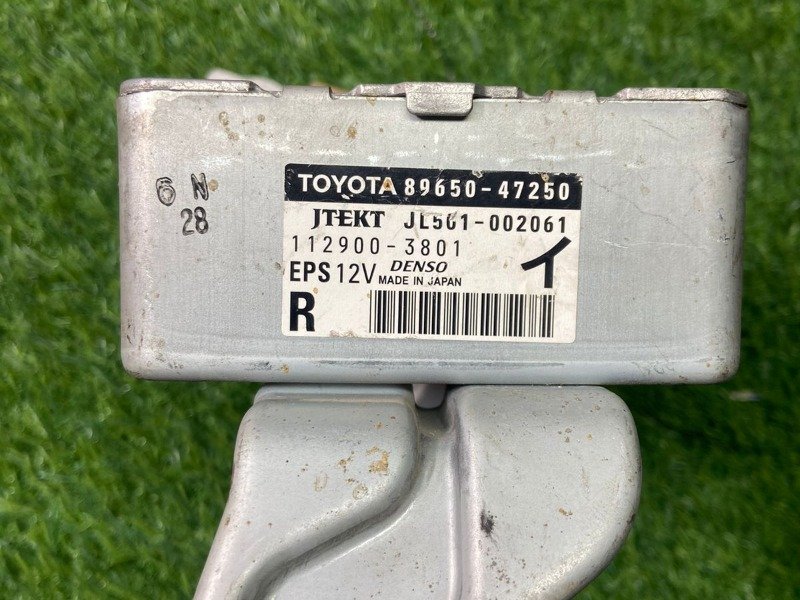 6 N
28
TOYOTA 89650-47250
JTEKT JL501-002061
112900-3801
EPS 12V DENSO
MADE IN JAPAN
イ
R